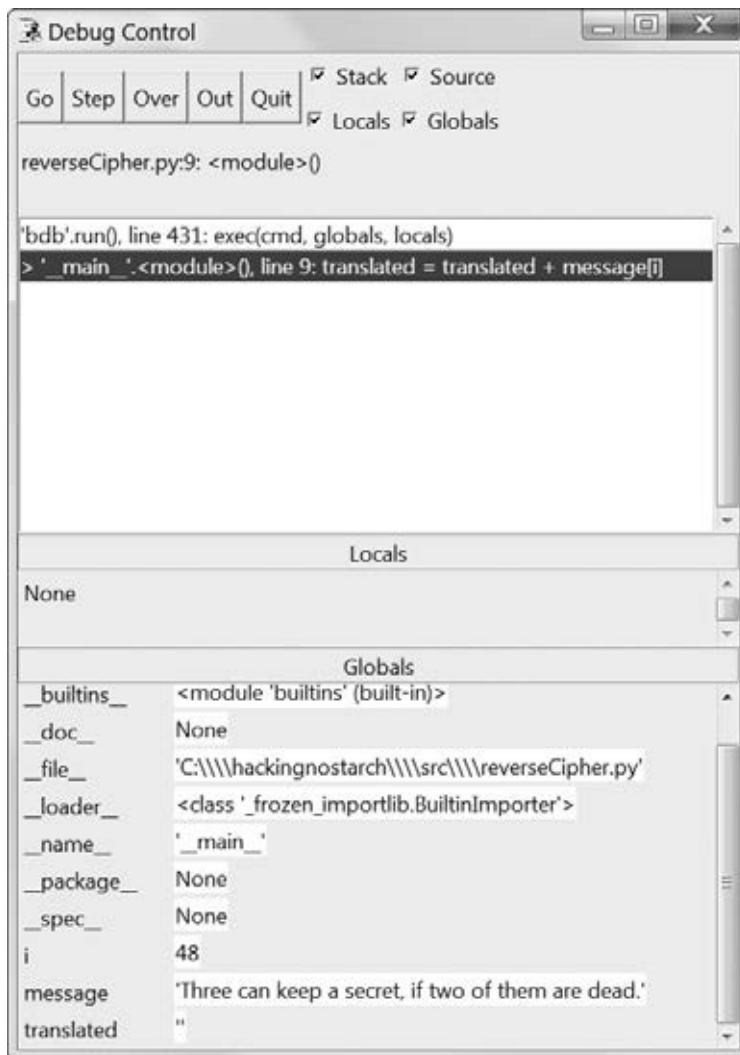 Debug Control
Go Step Over Out Quit
Stack Source
Locals Globals
reverseCipher.py:9: <module>()
'bdb'.run(), line 431: exec(cmd, globals, locals)
> '__main__'.<module>(), line 9: translated = translated + message[i]
Locals
None
Globals
__builtins__ <module 'builtins' (built-in)>
__doc__ None
__file__ 'C:\\\\hackingnostarch\\\\src\\\\reverseCipher.py'
__loader__ <class '_frozen_importlib.BuiltinImporter'>
__name__ '__main__'
__package__ None
__spec__ None
i 48
message 'Three can keep a secret, if two of them are dead.'
translated ''